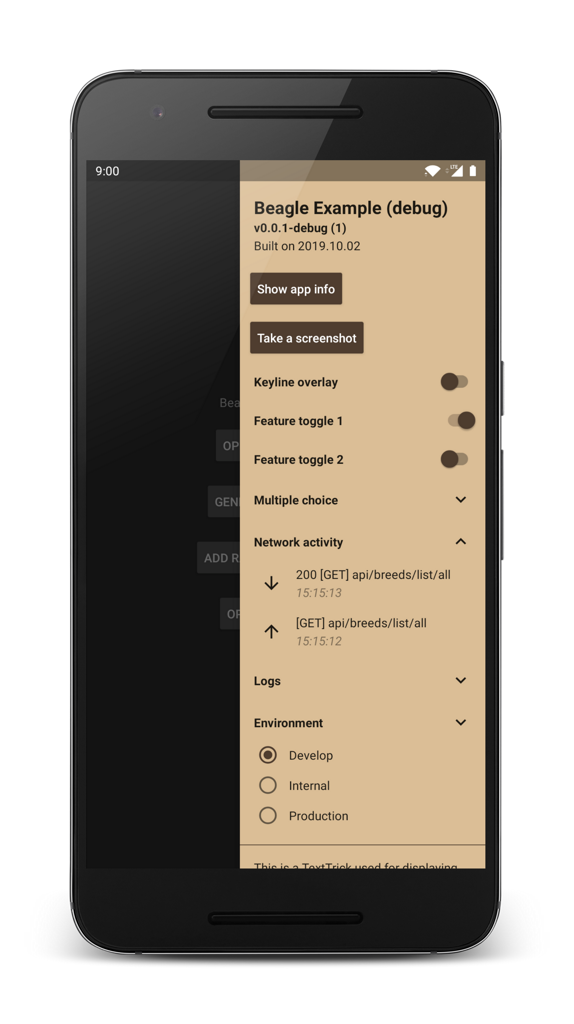 9:00
LTE
Beagle Example (debug)
v0.0.1-debug (1)
Built on 2019.10.02
Show app info
Take a screenshot
Keyline overlay
Feature toggle 1
Feature toggle 2
Multiple choice
Network activity
200 [GET] api/breeds/list/all
15:15:13
[GET] api/breeds/list/all
15:15:12
Logs
Environment
Develop
Internal
Production
This is a TextTrick used for displaying
Bea
OP
GEN
ADD R